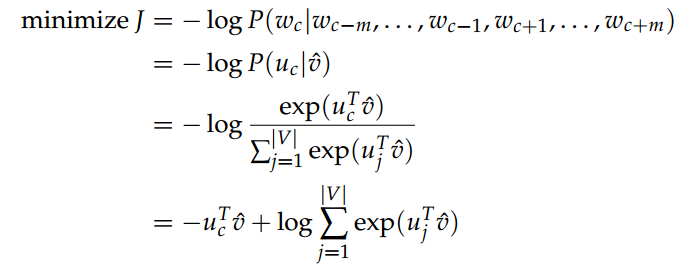 minimize J = − log P(w_c|w_{c−m}, . . . , w_{c−1}, w_{c+1}, . . . , w_{c+m})
= − log P(u_c|v̂)
= − log \frac{exp(u_c^T v̂)}{∑_{j=1}^{|V|} exp(u_j^T v̂)}
= −u_c^T v̂ + log ∑_{j=1}^{|V|} exp(u_j^T v̂)